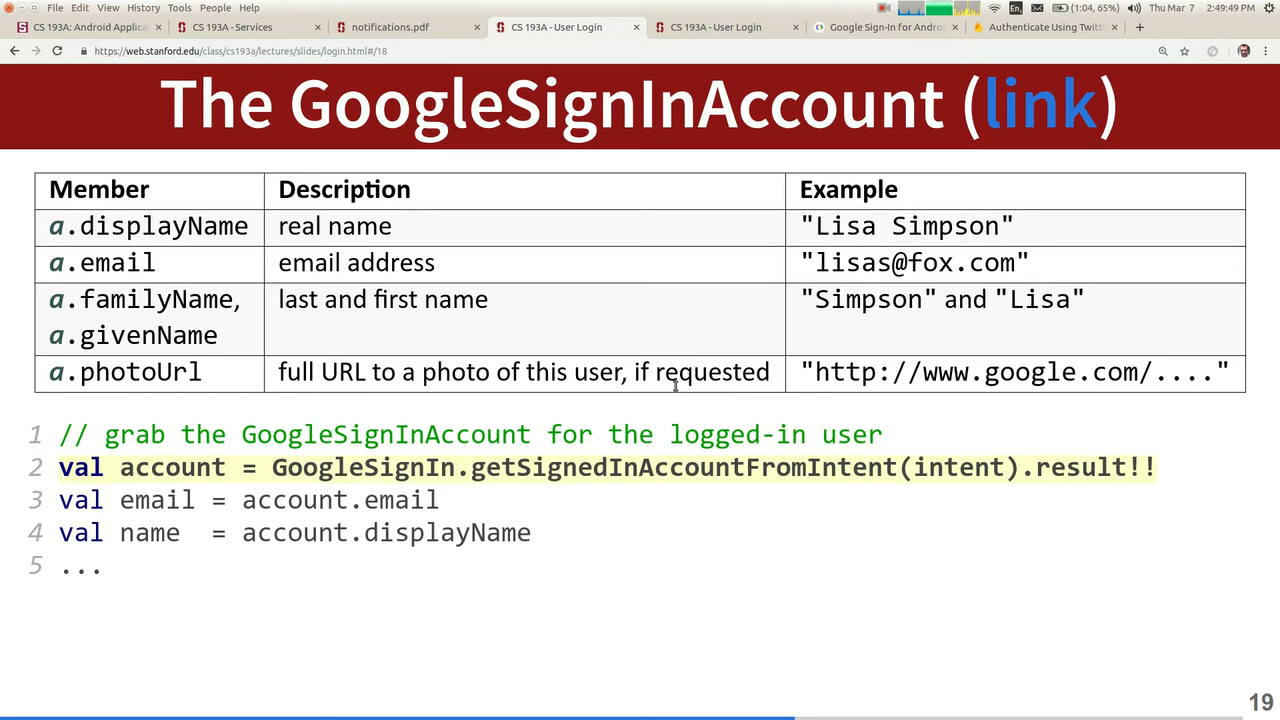 File Edit View History Tools People Help
En (1:04, 65%) Thu Mar 7 2:49:49 PM
CS 193A: Android Applica × CS 193A - Services × notifications.pdf × CS 193A - User Login × CS 193A - User Login × Google Sign-In for Andro × Authenticate Using Twitt × +
https://web.stanford.edu/class/cs193a/lectures/slides/login.html#/18
The GoogleSignInAccount (link)
Member Description Example
a.displayName real name "Lisa Simpson"
a.email email address "lisas@fox.com"
a.familyName, last and first name "Simpson" and "Lisa"
a.givenName
a.photoUrl full URL to a photo of this user, if requested "http://www.google.com/...."
1 // grab the GoogleSignInAccount for the logged-in user
2 val account = GoogleSignIn.getSignedInAccountFromIntent(intent).result!!
3 val email = account.email
4 val name  = account.displayName
5 ...
19